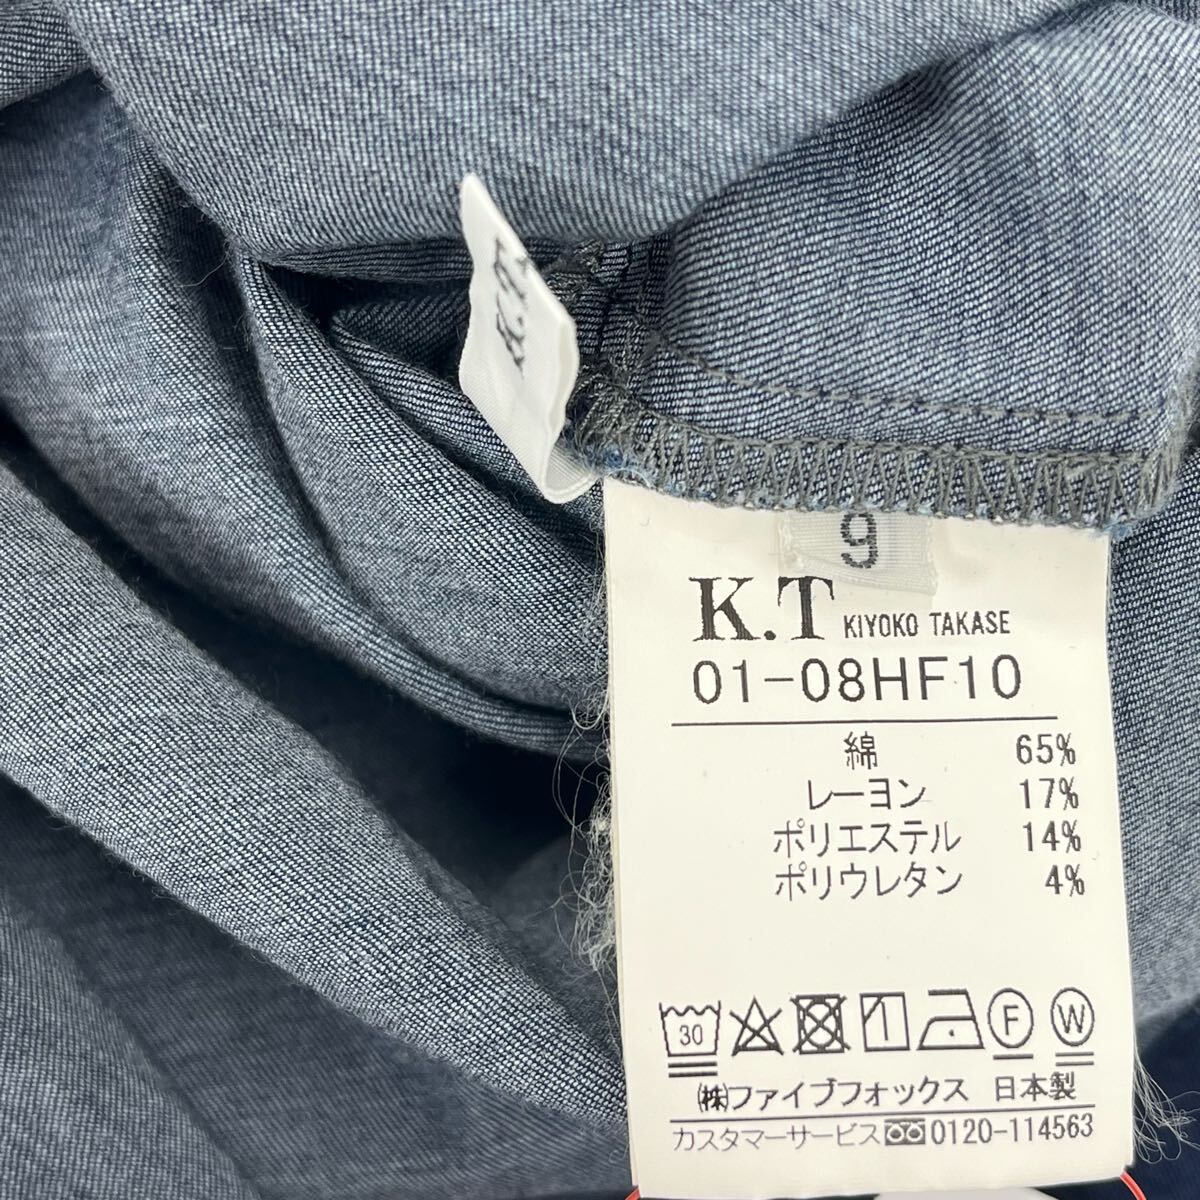 K.T
9
K.T KIYOKO TAKASE
01-08HF10
綿 65%
レーヨン 17%
ポリエステル 14%
ポリウレタン 4%
30 F W
㈱ファイブフォックス 日本製
カスタマーサービス 0120-114563